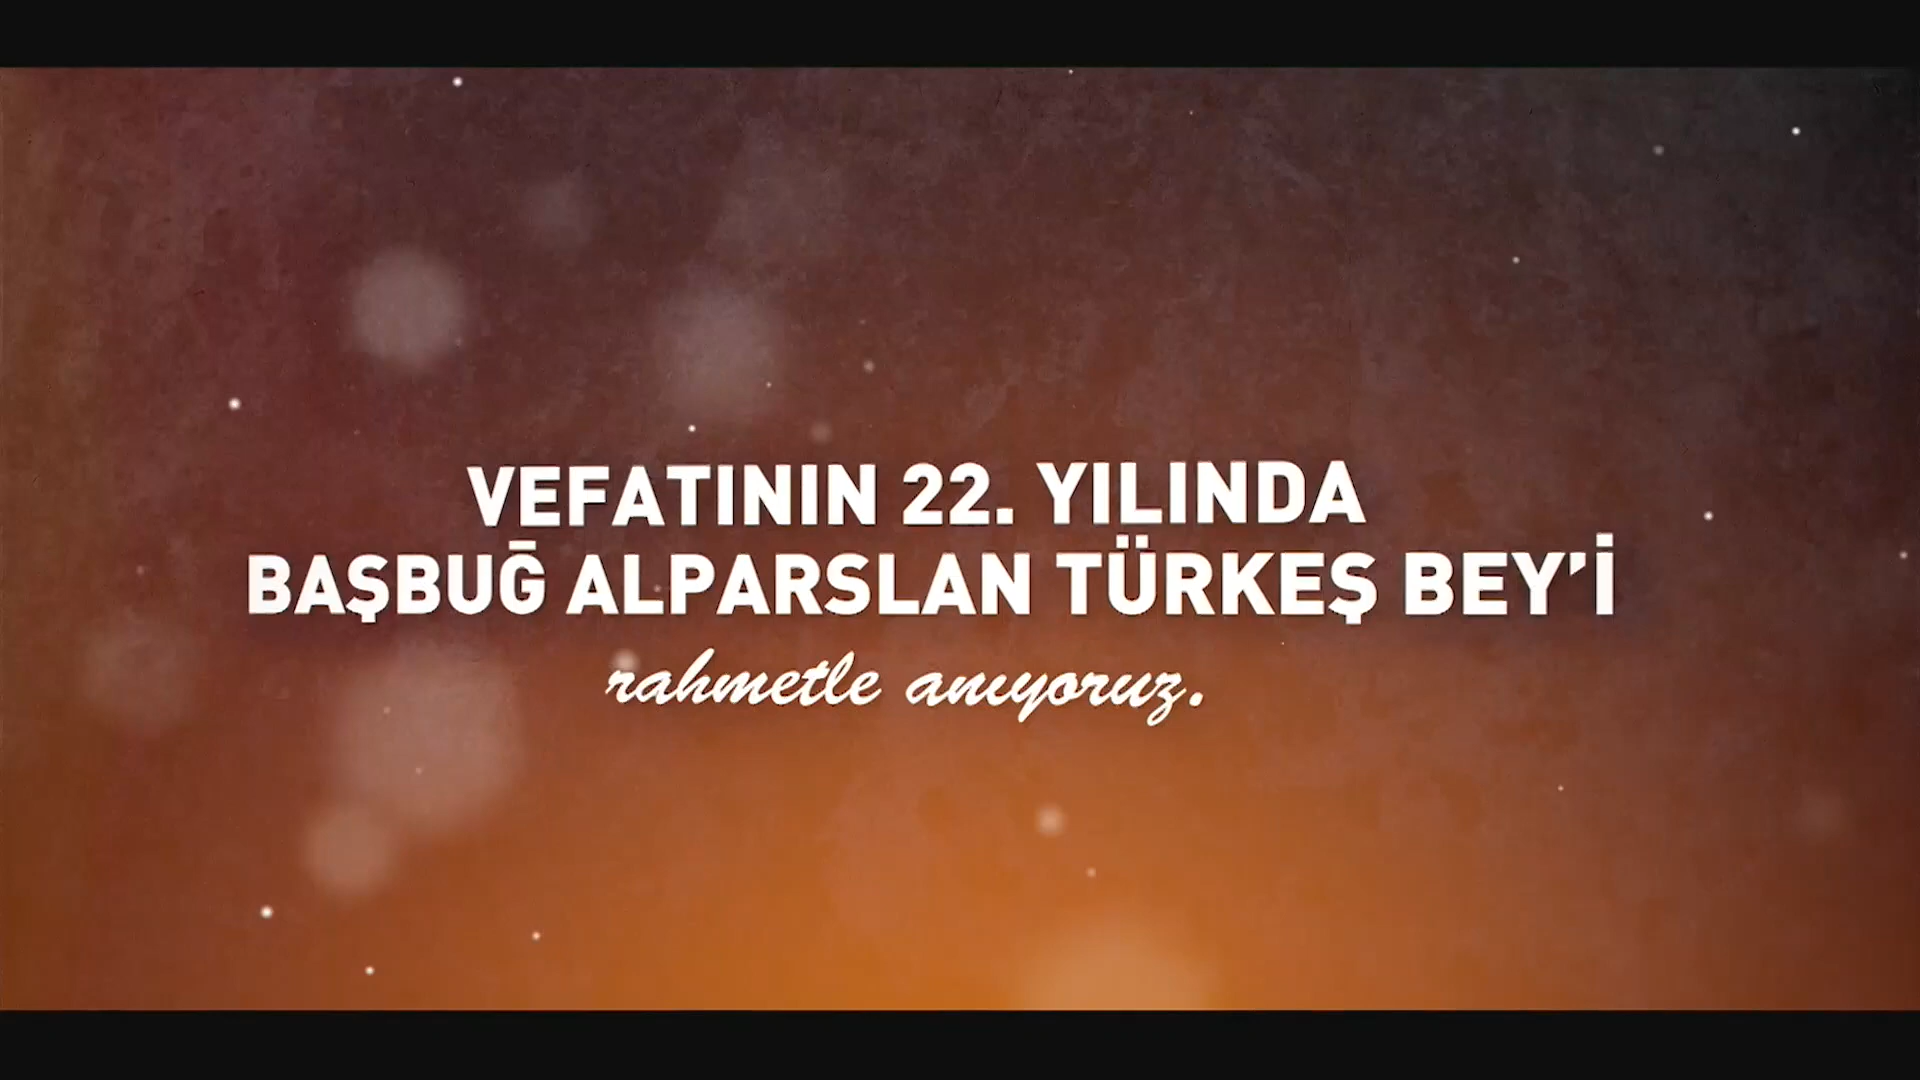 VEFATININ 22. YILINDA
BAŞBUĞ ALPARSLAN TÜRKEŞ BEY'İ
rahmetle anıyoruz.